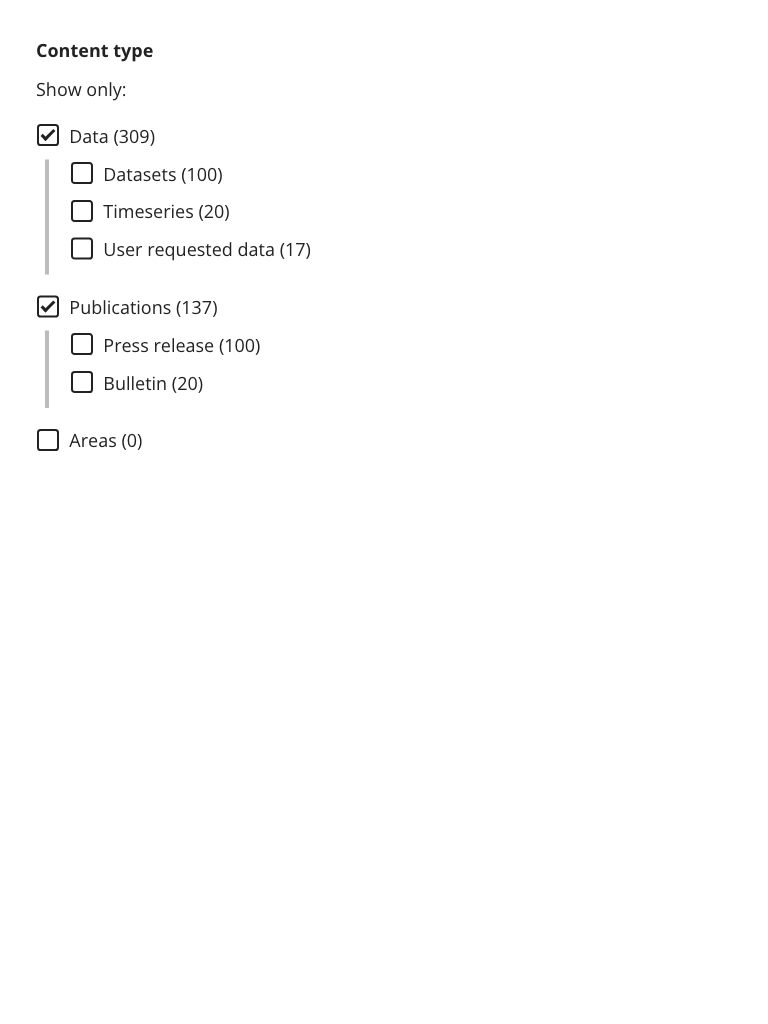 Content type
Show only:
Data (309)
Datasets (100)
Timeseries (20)
User requested data (17)
Publications (137)
Press release (100)
Bulletin (20)
Areas (0)